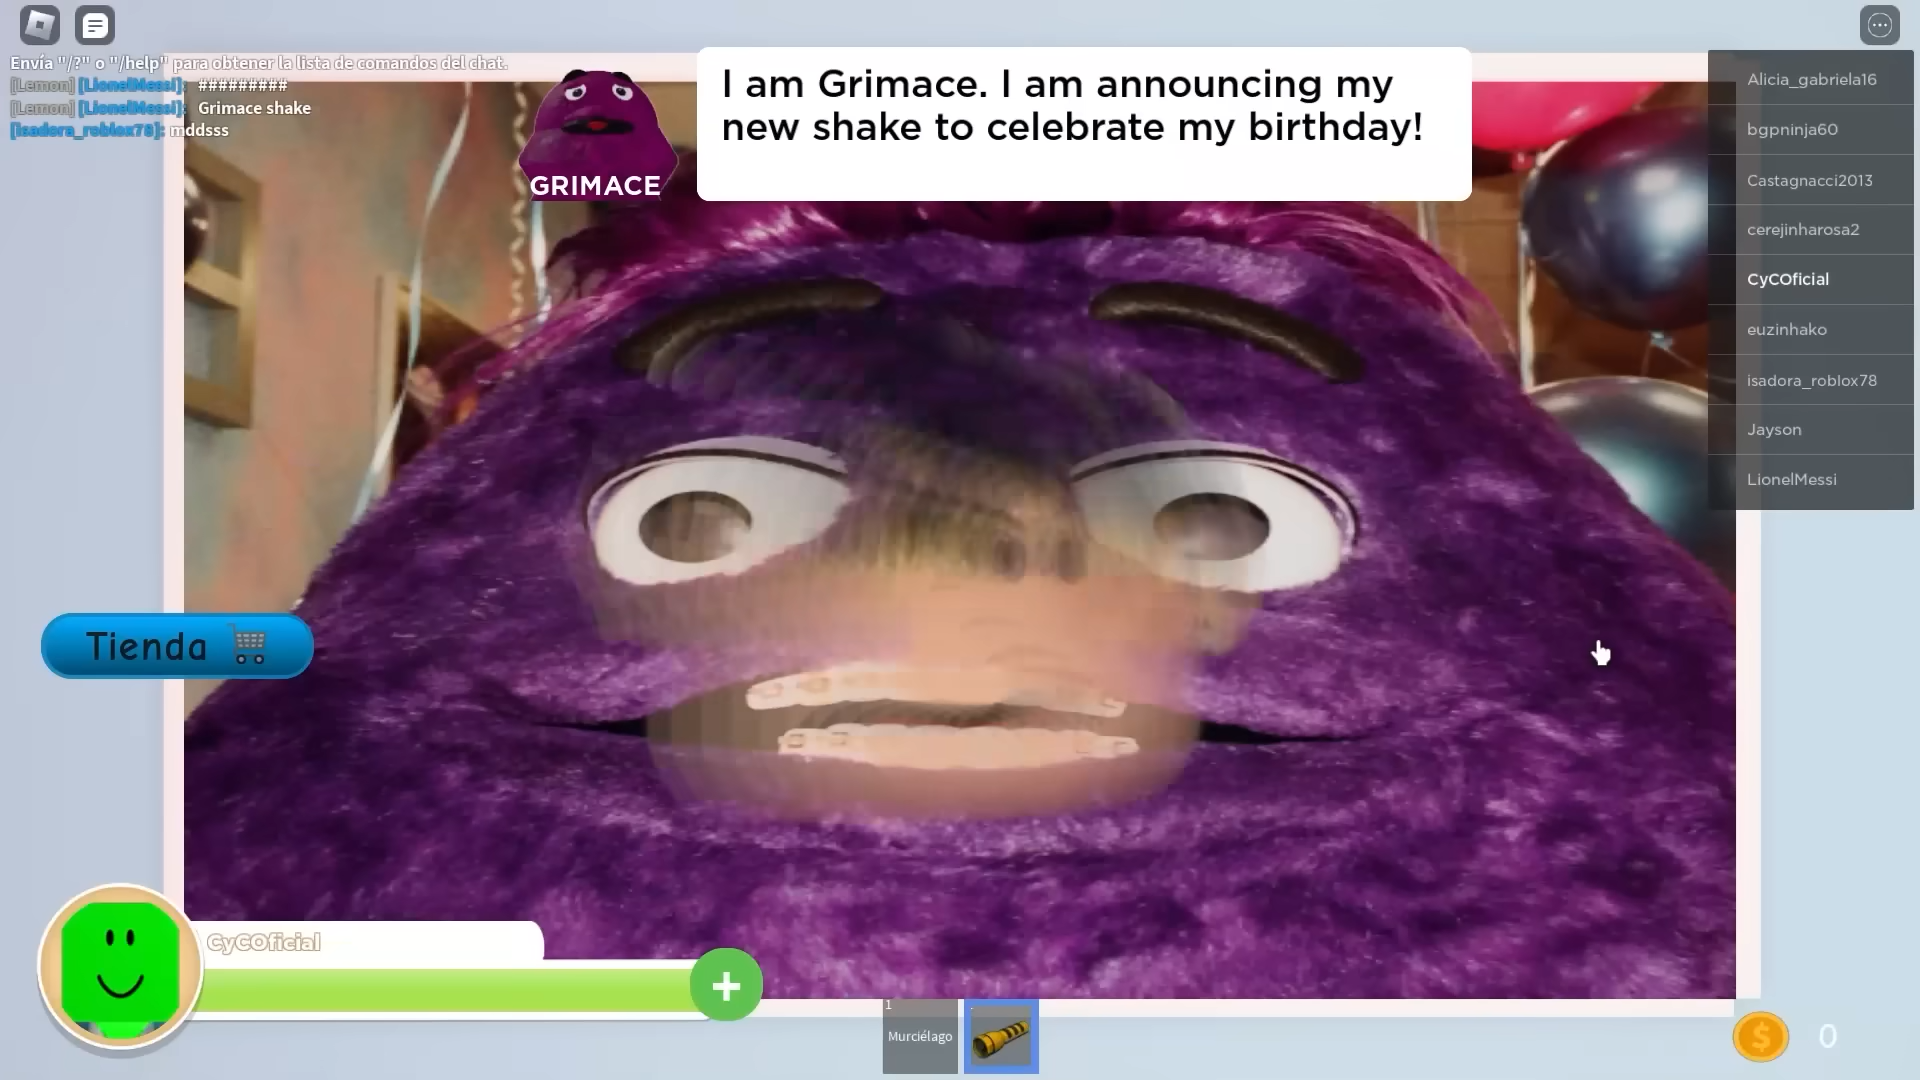 Envía "/?" o "/help" para obtener la lista de comandos del chat.
[Lemon] [LionelMessi]: #########
[Lemon] [LionelMessi]: Grimace shake
[isadora_roblox78]: mddsss
GRIMACE
I am Grimace. I am announcing my
new shake to celebrate my birthday!
Alicia_gabriela16
bgpninja60
Castagnacci2013
cerejinharosa2
CyCOficial
euzinhako
isadora_roblox78
Jayson
LionelMessi
Tienda
CyCOficial
+
1
Murciélago
$
0